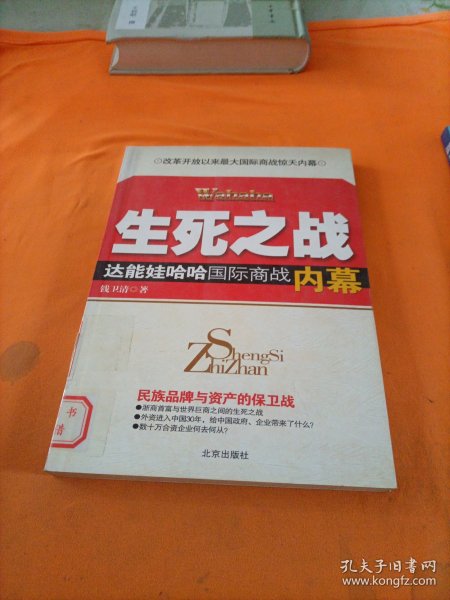 改革开放以来最大国际商战惊天内幕
Wahaha
生死之战
达能娃哈哈国际商战内幕
钱卫清◎著
ShengSi
ZhiZhan
民族品牌与资产的保卫战
●浙商首富与世界巨商之间的生死之战
●外资进入中国30年，给中国政府、企业带来了什么？
●数十万合资企业何去何从？
书
清
北京出版社
孔夫子旧书网
www.kongfz.com